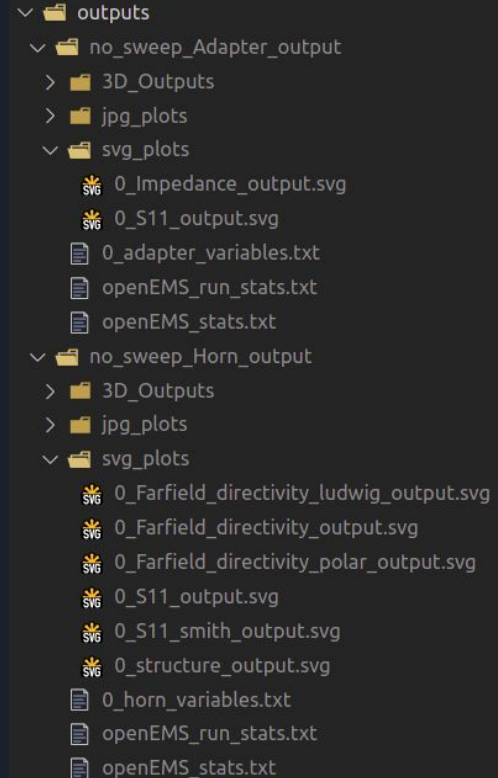 outputs
no_sweep_Adapter_output
3D_Outputs
jpg_plots
svg_plots
SVG 0_Impedance_output.svg
SVG 0_S11_output.svg
0_adapter_variables.txt
openEMS_run_stats.txt
openEMS_stats.txt
no_sweep_Horn_output
3D_Outputs
jpg_plots
svg_plots
SVG 0_Farfield_directivity_ludwig_output.svg
SVG 0_Farfield_directivity_output.svg
SVG 0_Farfield_directivity_polar_output.svg
SVG 0_S11_output.svg
SVG 0_S11_smith_output.svg
SVG 0_structure_output.svg
0_horn_variables.txt
openEMS_run_stats.txt
openEMS_stats.txt